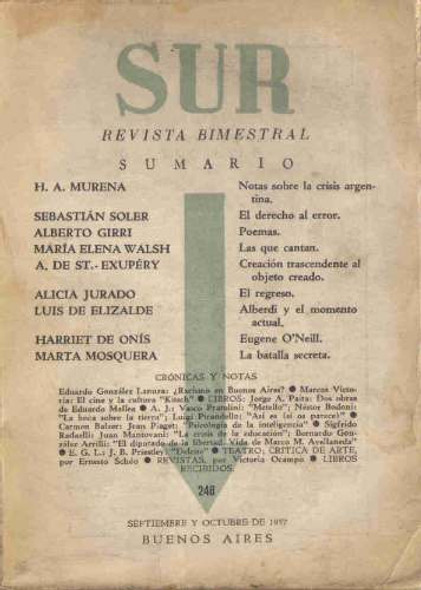 SUR
REVISTA BIMESTRAL
SUMARIO
H. A. MURENA Notas sobre la crisis argen-
tina.
SEBASTIÁN SOLER El derecho al error.
ALBERTO GIRRI Poemas.
MARÍA ELENA WALSH Las que cantan.
A. DE ST.-EXUPÉRY Creación trascendente al
objeto creado.
ALICIA JURADO El regreso.
LUIS DE ELIZALDE Alberdi y el momento
actual.
HARRIET DE ONÍS Eugene O'Neill.
MARTA MOSQUERA La batalla secreta.
CRÓNICAS Y NOTAS
Eduardo González Lanuza: ¿Racismo en Buenos Aires? ● Marcos Victo-
ria: El cine y la cultura "Kitsch" ● LIBROS: Jorge A. Paita: Dos obras
de Eduardo Mallea ● A. J.: Vasco Pratolini: "Metello"; Néstor Bodoni:
"La boca sobre la tierra"; Luigi Pirandello: "Así es (si os parece)" ●
Carmen Balzer: Jean Piaget: "Psicología de la inteligencia" ● Sigfrido
Radaelli: Juan Mantovani: "La crisis de la educación"; Bernardo Gon-
zález Arrili: "El diputado de la libertad. Vida de Marco M. Avellaneda"
● E. G. L.: J. B. Priestley: "Delete" ● TEATRO; CRÍTICA DE ARTE,
por Ernesto Schóo ● REVISTAS, por Victoria Ocampo ● LIBROS
RECIBIDOS.
248
SEPTIEMBRE Y OCTUBRE DE 1957
BUENOS AIRES